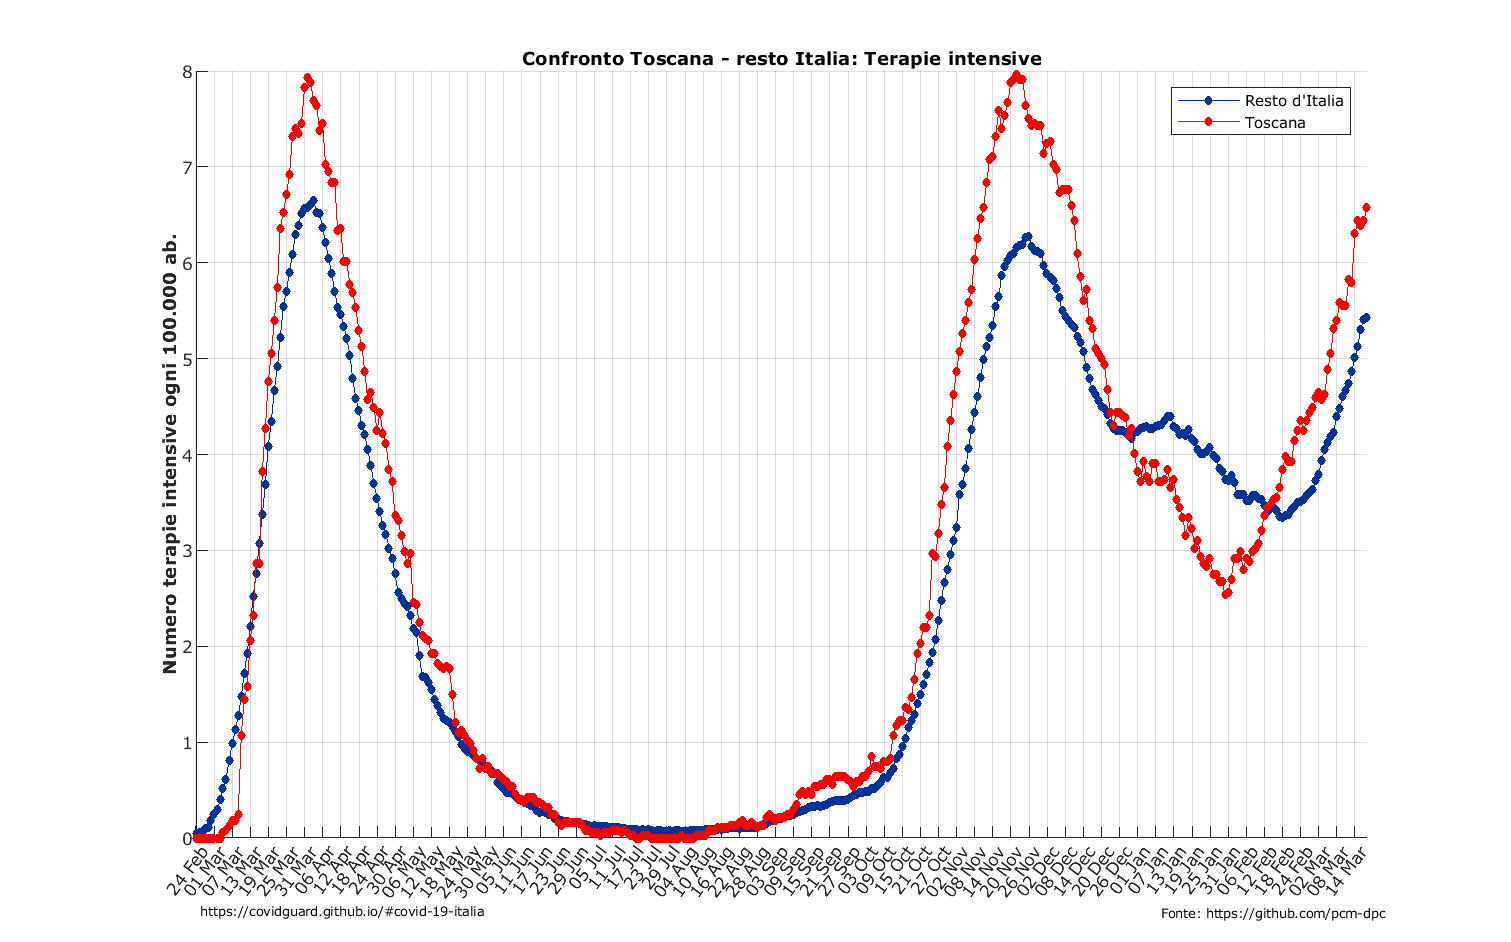 Confronto Toscana - resto Italia: Terapie intensive
Numero terapie intensive ogni 100.000 ab.
8
7
6
5
4
3
2
1
0
Resto d'Italia
Toscana
24 Feb
01 Mar
07 Mar
13 Mar
19 Mar
25 Mar
31 Mar
06 Apr
12 Apr
18 Apr
24 Apr
30 Apr
06 May
12 May
18 May
24 May
30 May
05 Jun
11 Jun
17 Jun
23 Jun
29 Jun
05 Jul
11 Jul
17 Jul
23 Jul
29 Jul
04 Aug
10 Aug
16 Aug
22 Aug
28 Aug
03 Sep
09 Sep
15 Sep
21 Sep
27 Sep
03 Oct
09 Oct
15 Oct
21 Oct
27 Oct
02 Nov
08 Nov
14 Nov
20 Nov
26 Nov
02 Dec
08 Dec
14 Dec
20 Dec
26 Dec
01 Jan
07 Jan
13 Jan
19 Jan
25 Jan
31 Jan
06 Feb
12 Feb
18 Feb
24 Feb
02 Mar
08 Mar
14 Mar
https://covidguard.github.io/#covid-19-italia
Fonte: https://github.com/pcm-dpc